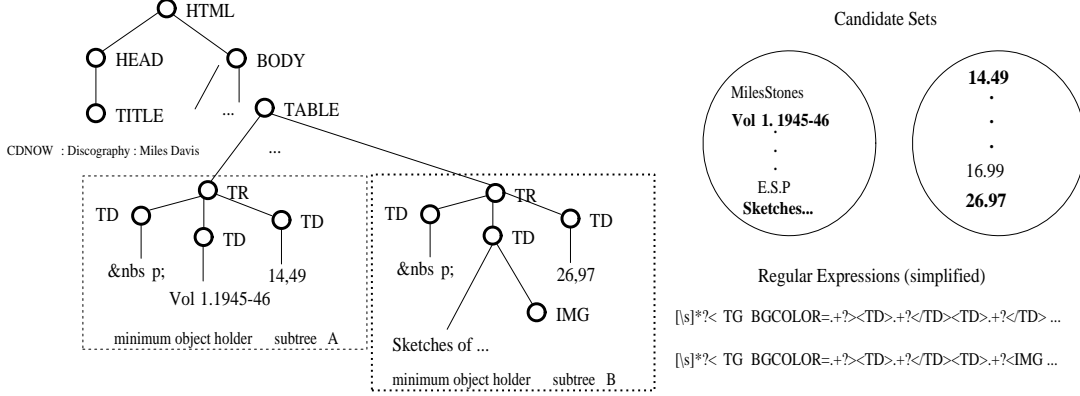 HTML
HEAD
BODY
TITLE
...
TABLE
CDNOW : Discography : Miles Davis
...
TR
TD
TD
TD
&nbs p;
14,49
Vol 1.1945-46
minimum object holder subtree A
TR
TD
TD
TD
&nbs p;
26,97
IMG
Sketches of ...
minimum object holder subtree B
Candidate Sets
MilesStones
Vol 1. 1945-46
.
.
.
E.S.P
Sketches...
14.49
.
.
.
16.99
26.97
Regular Expressions (simplified)
[\s]*?< TG BGCOLOR=.+?><TD>.+?</TD><TD>.+?</TD> ...
[\s]*?< TG BGCOLOR=.+?><TD>.+?</TD><TD>.+?<IMG ...